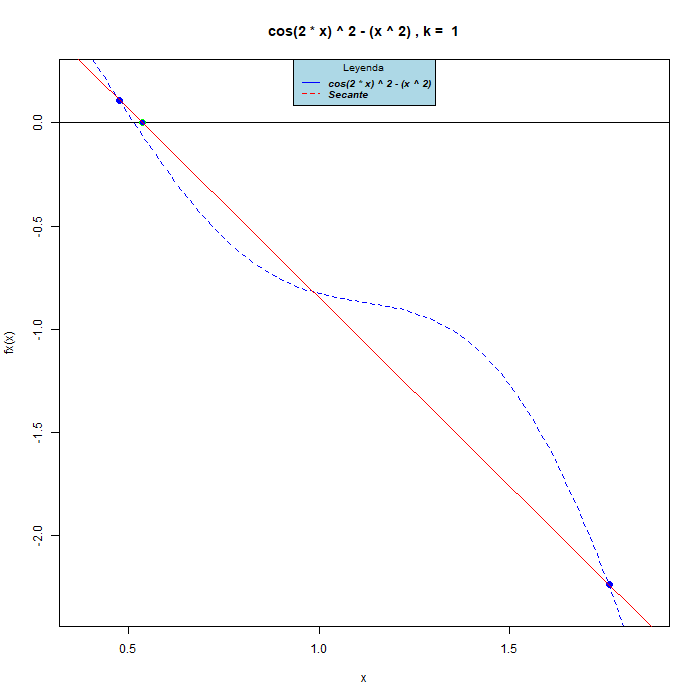 cos(2 * x) ^ 2 - (x ^ 2) , k =  1
Leyenda
cos(2 * x) ^ 2 - (x ^ 2)
Secante
0.0
-0.5
-1.0
-1.5
-2.0
fx(x)
0.5
1.0
1.5
x